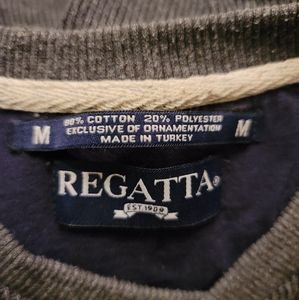 80% COTTON 20% POLYESTER
EXCLUSIVE OF ORNAMENTATION
M MADE IN TURKEY M
REGATTA®
EST. 1909